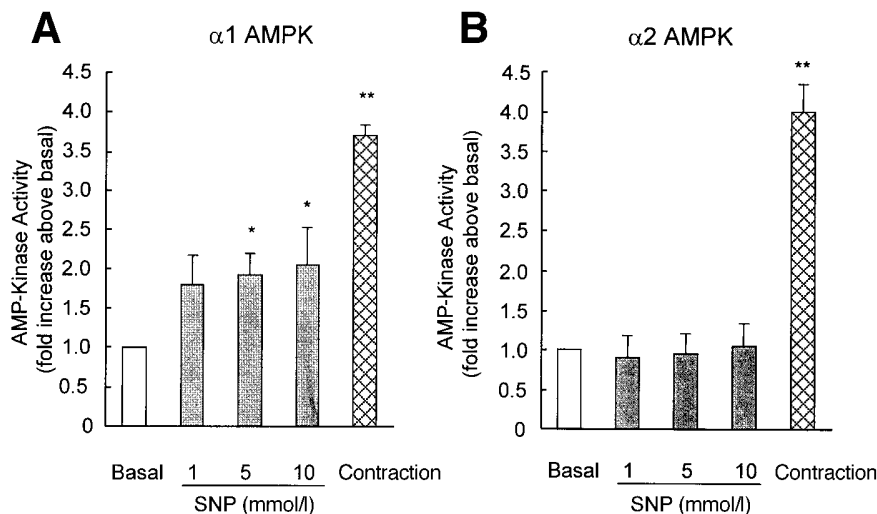 A
α1 AMPK
AMP-Kinase Activity
(fold increase above basal)
4.5
4.0
3.5
3.0
2.5
2.0
1.5
1.0
0.5
0
*
*
**
Basal
1
5
10
Contraction
SNP (mmol/l)
B
α2 AMPK
AMP-Kinase Activity
(fold increase above basal)
4.5
4.0
3.5
3.0
2.5
2.0
1.5
1.0
0.5
0
**
Basal
1
5
10
Contraction
SNP (mmol/l)